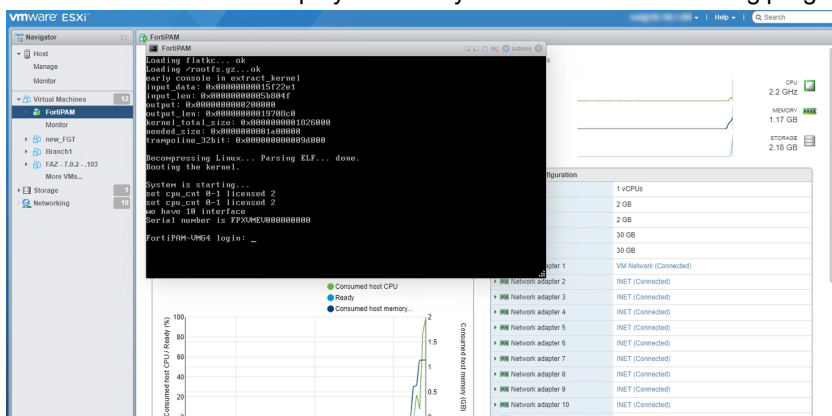 vmware ESXi
Help
Search
Navigator
FortiPAM
Host
Manage
Monitor
Virtual Machines
12
FortiPAM
Monitor
new_FGT
Branch1
FAZ - 7.0.2 - .103
More VMs...
Storage
1
Networking
10
FortiPAM
Actions
Loading flatkc... ok
Loading /rootfs.gz...ok
early console in extract_kernel
input_data: 0x0000000015f22e1
input_len: 0x00000000005b804f
output: 0x0000000000200000
output_len: 0x00000000019708c0
kernel_total_size: 0x0000000001826000
needed_size: 0x0000000001a00000
trampoline_32bit: 0x000000000009d000
Decompressing Linux... Parsing ELF... done.
Booting the kernel.
System is starting...
set cpu_cnt 0-1 licensed 2
set cpu_cnt 0-1 licensed 2
we have 10 interface
Serial number is FPXVMEV000000000
FortiPAM-VM64 login: _
CPU
2.2 GHz
MEMORY
1.17 GB
STORAGE
2.18 GB
1 vCPUs
2 GB
2 GB
30 GB
30 GB
VM Network (Connected)
Network adapter 2
INET (Connected)
Network adapter 3
INET (Connected)
Network adapter 4
INET (Connected)
Network adapter 5
INET (Connected)
Network adapter 6
INET (Connected)
Network adapter 7
INET (Connected)
Network adapter 8
INET (Connected)
Network adapter 9
INET (Connected)
Network adapter 10
INET (Connected)
Consumed host CPU
Ready
Consumed host memory...
Consumed host CPU / Ready (%)
100
80
60
40
20
2
1.5
1
0.5
Consumed host memory (GB)